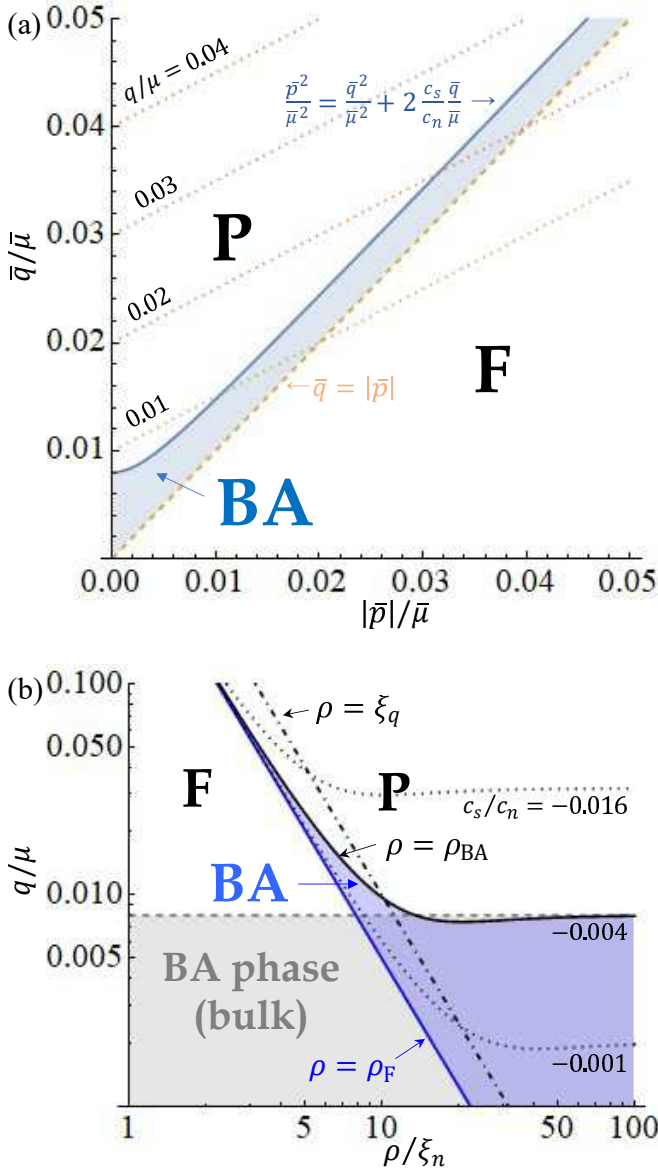 (a)
0.05
0.04
0.03
0.02
0.01
q̄/μ̄
q/μ = 0.04
0.03
0.02
0.01
p̄²/μ̄² = q̄²/μ̄² + 2 c_s/c_n q̄/μ̄ →
P
F
← q̄ = |p̄|
BA
0.00 0.01 0.02 0.03 0.04 0.05
|p̄|/μ̄
(b)
0.100
0.050
0.010
0.005
q/μ
ρ = ξ_q
F
P
c_s/c_n = −0.016
ρ = ρ_BA
BA
−0.004
BA phase
(bulk)
ρ = ρ_F
−0.001
1 5 10 50 100
ρ/ξ_n